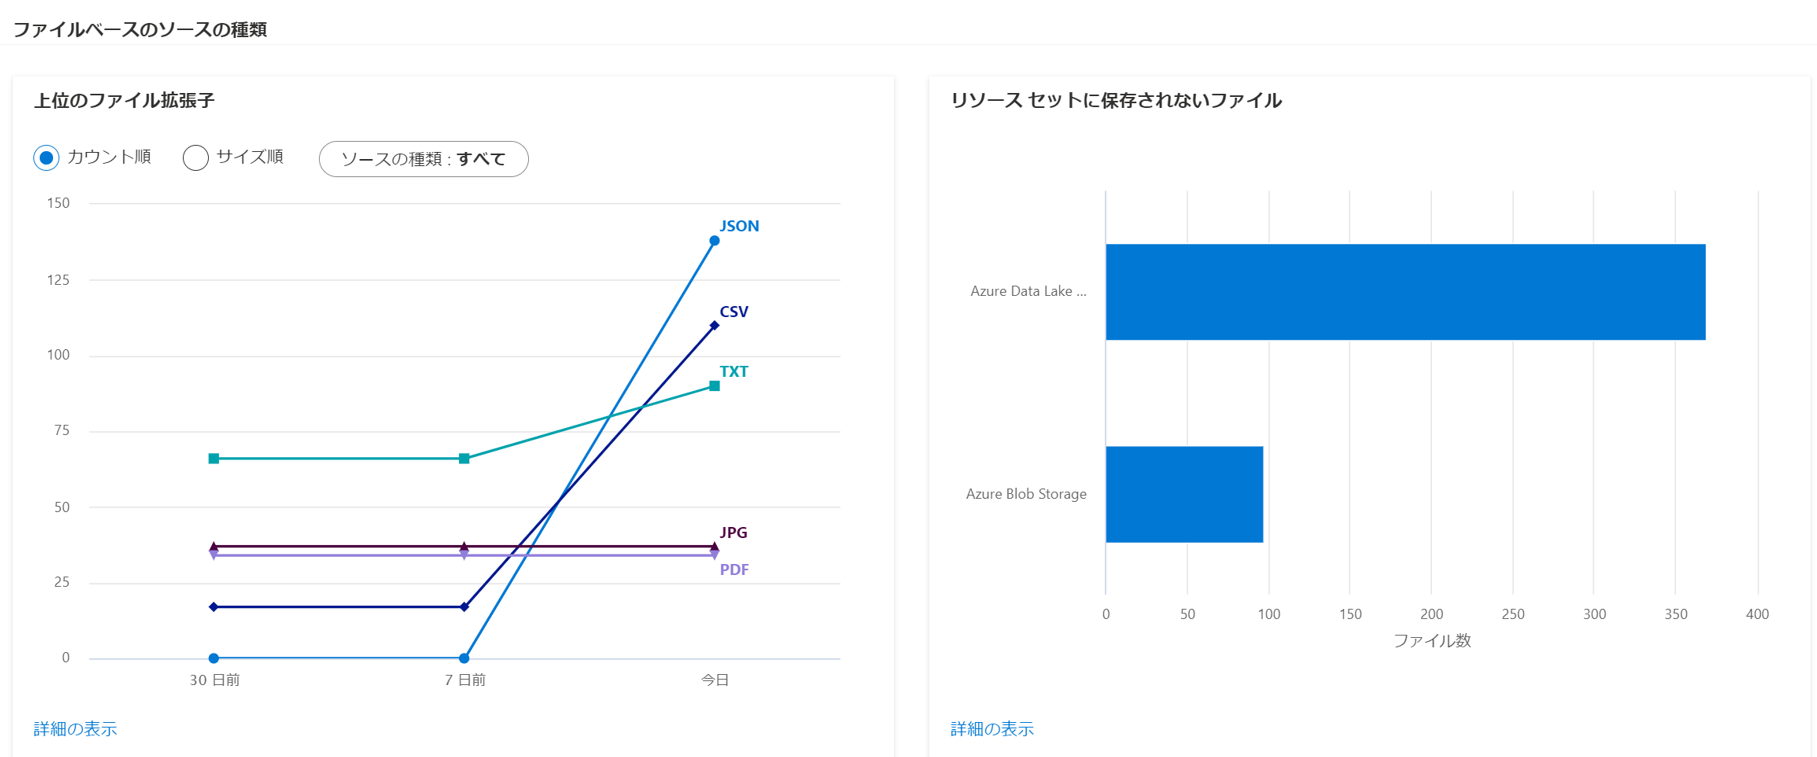 ファイルベースのソースの種類
上位のファイル拡張子
カウント順
サイズ順
ソースの種類 : すべて
150
125
100
75
50
25
0
JSON
CSV
TXT
JPG
PDF
30 日前
7 日前
今日
詳細の表示
リソース セットに保存されないファイル
Azure Data Lake ...
Azure Blob Storage
0
50
100
150
200
250
300
350
400
ファイル数
詳細の表示